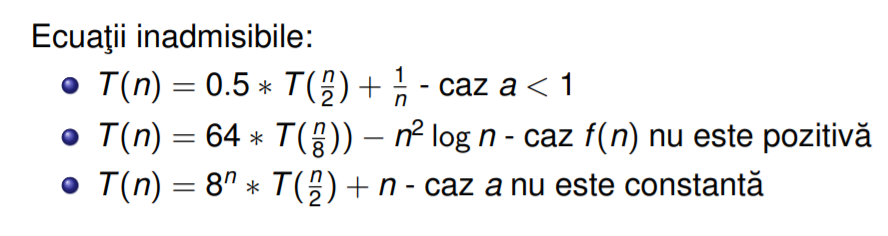 Ecuaţii inadmisibile:
T(n) = 0.5 ∗ T(n/2) + 1/n - caz a < 1
T(n) = 64 ∗ T(n/8)) − n² log n - caz f(n) nu este pozitivă
T(n) = 8ⁿ ∗ T(n/2) + n - caz a nu este constantă